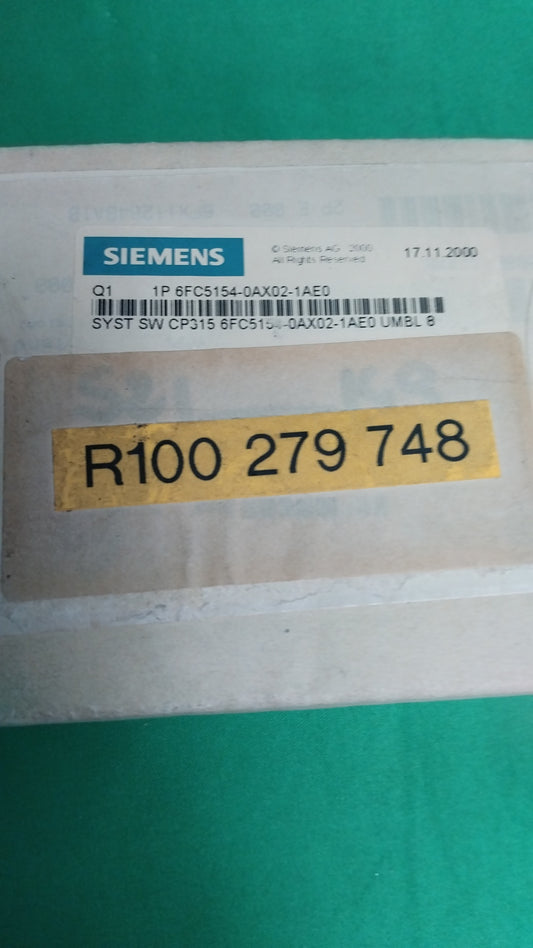 SIEMENS
© Siemens AG 2000
All Rights Reserved
17.11.2000
Q1 1P 6FC5154-0AX02-1AE0
SYST SW CP315 6FC5154-0AX02-1AE0 UMBL 8
R100 279 748